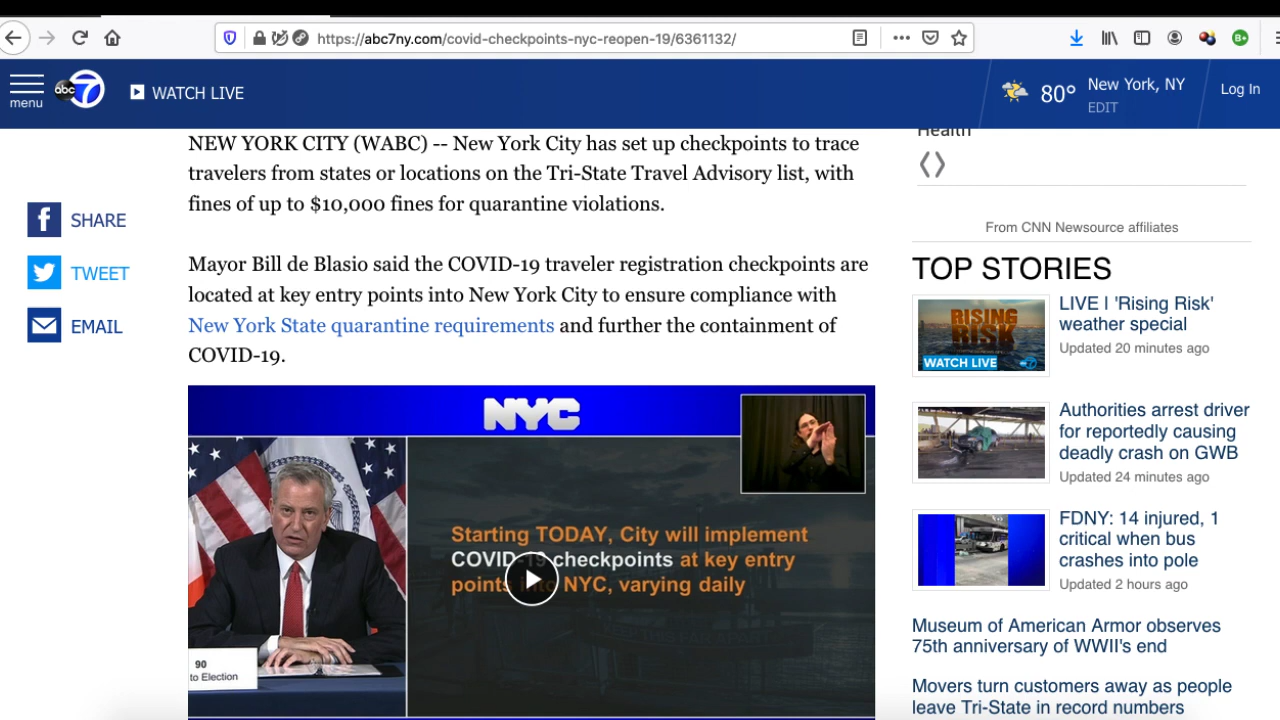 https://abc7ny.com/covid-checkpoints-nyc-reopen-19/6361132/
menu
abc 7
WATCH LIVE
80°
New York, NY
EDIT
Log In
SHARE
TWEET
EMAIL
NEW YORK CITY (WABC) -- New York City has set up checkpoints to trace
travelers from states or locations on the Tri-State Travel Advisory list, with
fines of up to $10,000 fines for quarantine violations.
Mayor Bill de Blasio said the COVID-19 traveler registration checkpoints are
located at key entry points into New York City to ensure compliance with
New York State quarantine requirements and further the containment of
COVID-19.
NYC
Starting TODAY, City will implement
COVID-19 checkpoints at key entry
points into NYC, varying daily
90
to Election
Health
From CNN Newsource affiliates
TOP STORIES
RISING
RISK
WATCH LIVE
LIVE | 'Rising Risk'
weather special
Updated 20 minutes ago
Authorities arrest driver
for reportedly causing
deadly crash on GWB
Updated 24 minutes ago
FDNY: 14 injured, 1
critical when bus
crashes into pole
Updated 2 hours ago
Museum of American Armor observes
75th anniversary of WWII's end
Movers turn customers away as people
leave Tri-State in record numbers